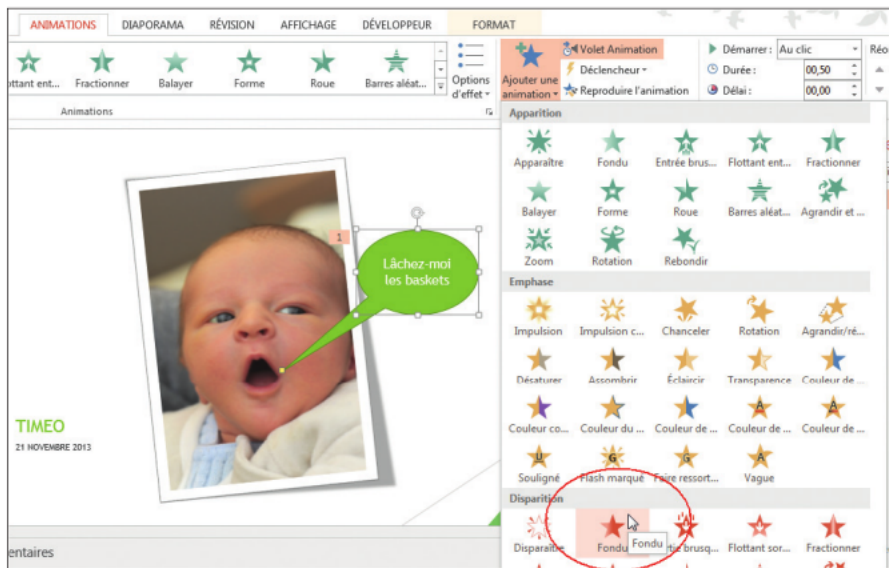 ANIMATIONS DIAPORAMA RÉVISION AFFICHAGE DÉVELOPPEUR FORMAT
ottant ent... Fractionner Balayer Forme Roue Barres aléat...
Options d'effet
Animations
Ajouter une animation
Volet Animation
Déclencheur
Reproduire l'animation
Démarrer : Au clic
Durée : 00,50
Délai : 00,00
Réo
Apparition
Apparaître Fondu Entrée brus... Flottant ent... Fractionner
Balayer Forme Roue Barres aléat... Agrandir et ...
Zoom Rotation Rebondir
Emphase
Impulsion Impulsion c... Chanceler Rotation Agrandir/ré...
Désaturer Assombrir Éclaircir Transparence Couleur de ...
Couleur co... Couleur du ... Couleur de ... Couleur de ... Couleur de ...
Souligné Flash marqué Faire ressort... Vague
Disparition
Disparaître Fondu brusq... Flottant sor... Fractionner
Fondu
1
Lâchez-moi
les baskets
TIMEO
21 NOVEMBRE 2013
entaires